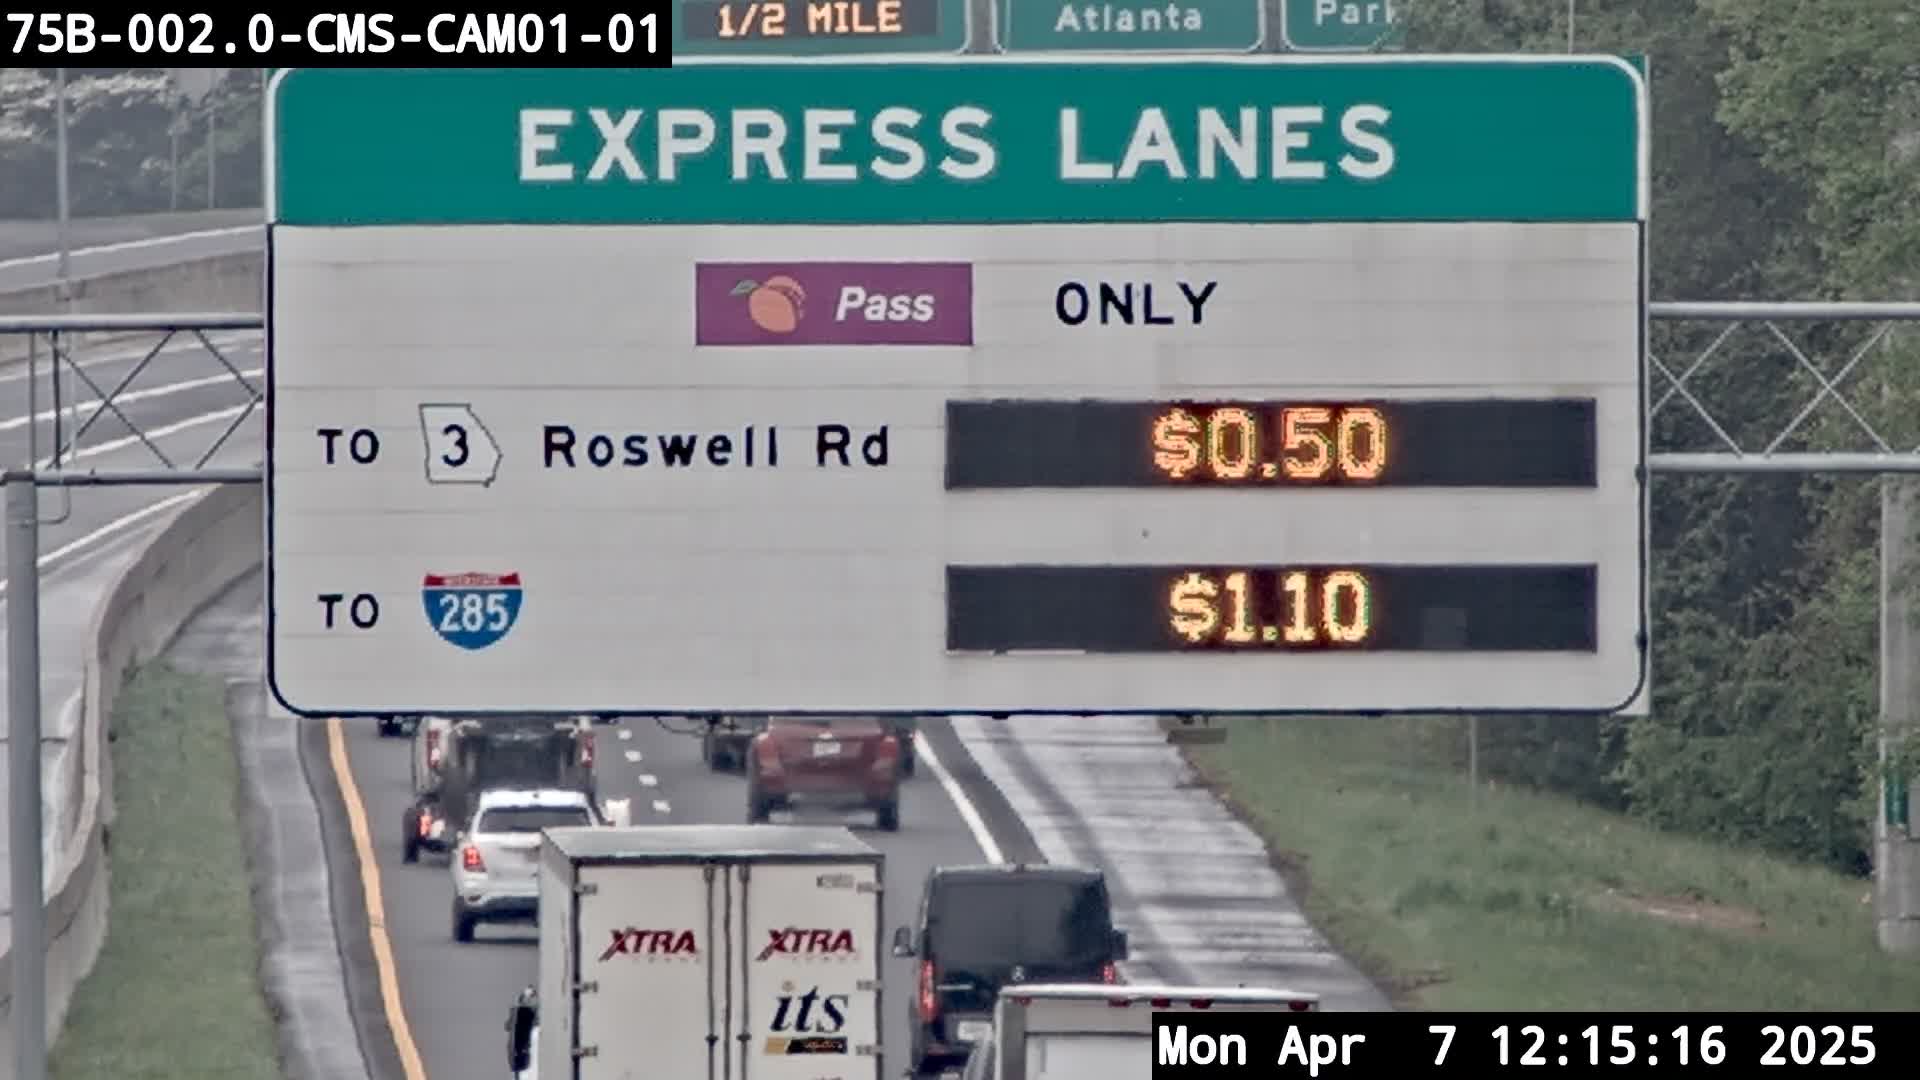 75B-002.0-CMS-CAM01-01
1/2 MILE
Atlanta
EXPRESS LANES
Pass ONLY
TO 3 Roswell Rd $0.50
TO 285 $1.10
XTRA XTRA
its
Mon Apr 7 12:15:16 2025